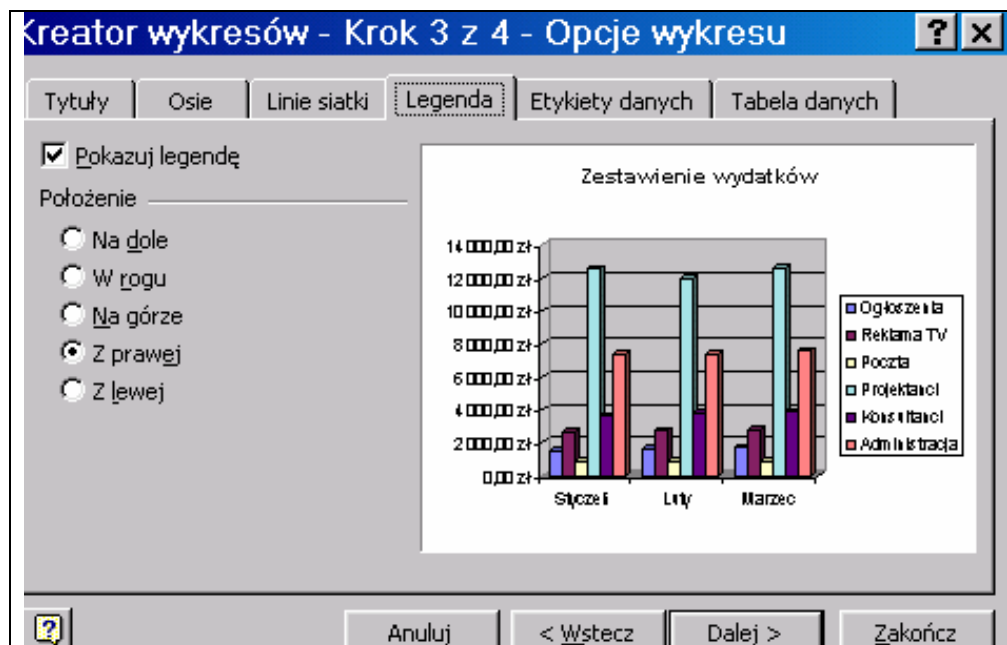 Kreator wykresów - Krok 3 z 4 - Opcje wykresu
Tytuły Osie Linie siatki Legenda Etykiety danych Tabela danych
Pokazuj legendę
Położenie
Na dole
W rogu
Na górze
Z prawej
Z lewej
Zestawienie wydatków
14 000,00 zł
12 000,00 zł
10 000,00 zł
8 000,00 zł
6 000,00 zł
4 000,00 zł
2 000,00 zł
0,00 zł
Styczeń Luty Marzec
Ogłoszenia
Reklama TV
Poczta
Projektanci
Konsultanci
Administracja
Anuluj < Wstecz Dalej > Zakończ